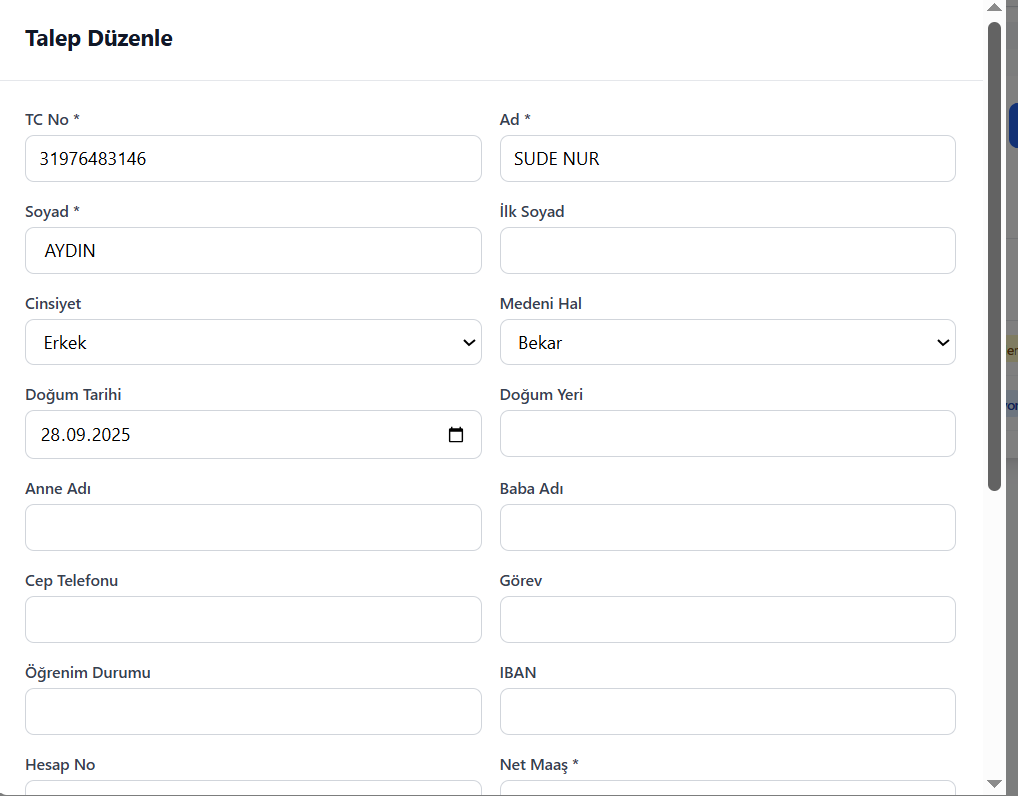 Talep Düzenle
TC No *
Ad *
31976483146
SUDE NUR
Soyad *
İlk Soyad
AYDIN
Cinsiyet
Medeni Hal
Erkek
Bekar
Doğum Tarihi
Doğum Yeri
28.09.2025
Anne Adı
Baba Adı
Cep Telefonu
Görev
Öğrenim Durumu
IBAN
Hesap No
Net Maaş *